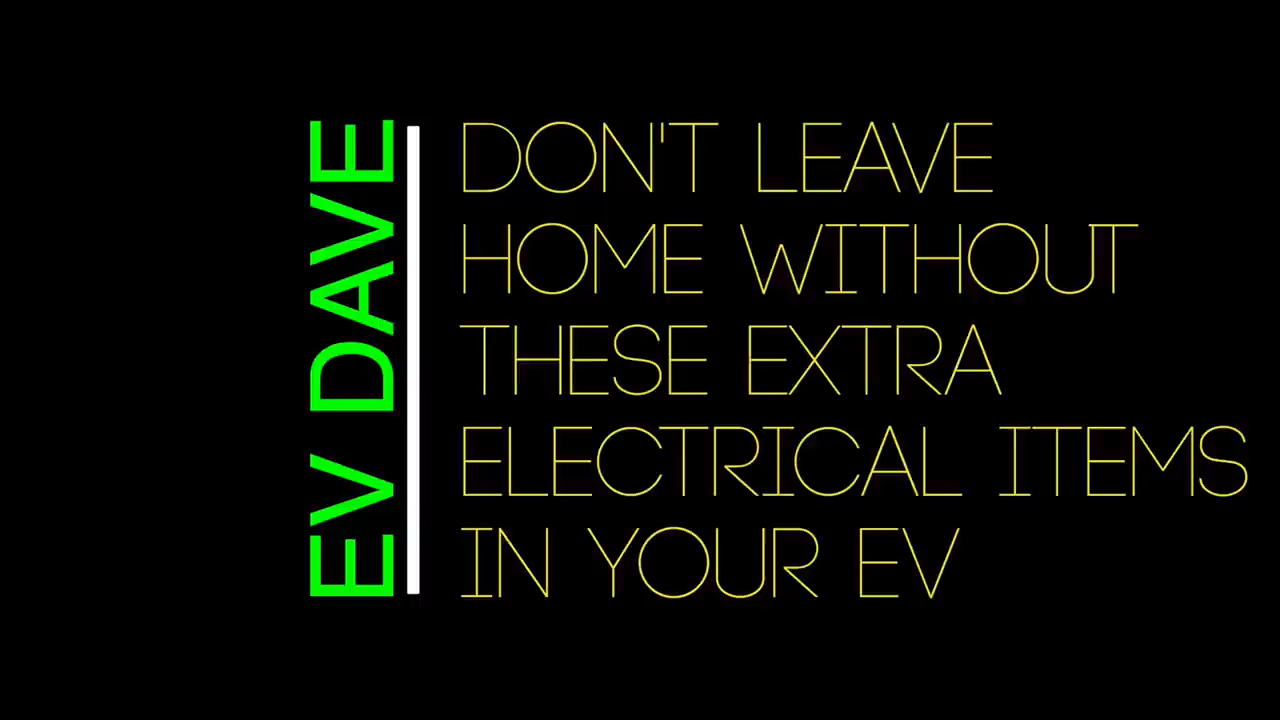 EV DAVE
DON'T LEAVE
HOME WITHOUT
THESE EXTRA
ELECTRICAL ITEMS
IN YOUR EV